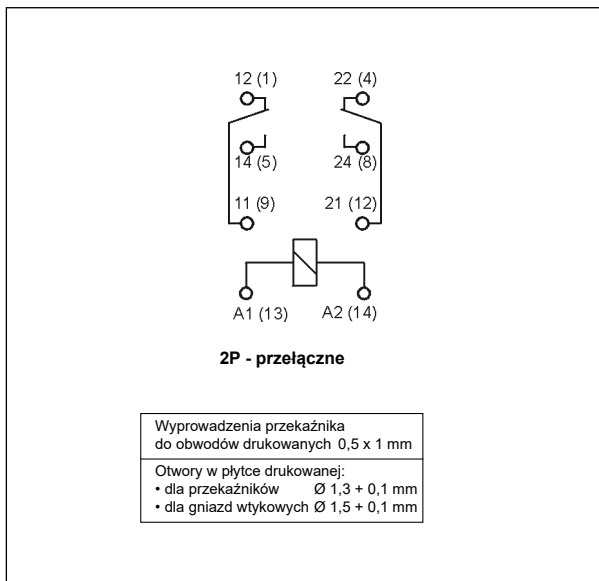 12 (1) 22 (4)
14 (5) 24 (8)
11 (9) 21 (12)
A1 (13) A2 (14)
2P - przełączne
Wyprowadzenia przekaźnika
do obwodów drukowanych 0,5 x 1 mm
Otwory w płytce drukowanej:
• dla przekaźników Ø 1,3 + 0,1 mm
• dla gniazd wtykowych Ø 1,5 + 0,1 mm